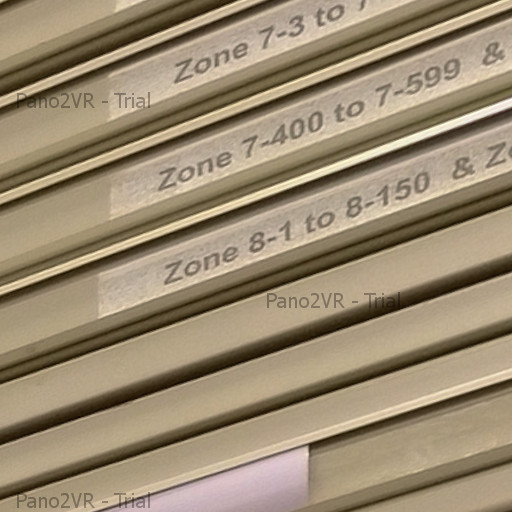 Zone 7-3 to
Pano2VR - Trial
Zone 7-400 to 7-599 &
Zone 8-1 to 8-150 &
Pano2VR - Trial
Pano2VR - Trial